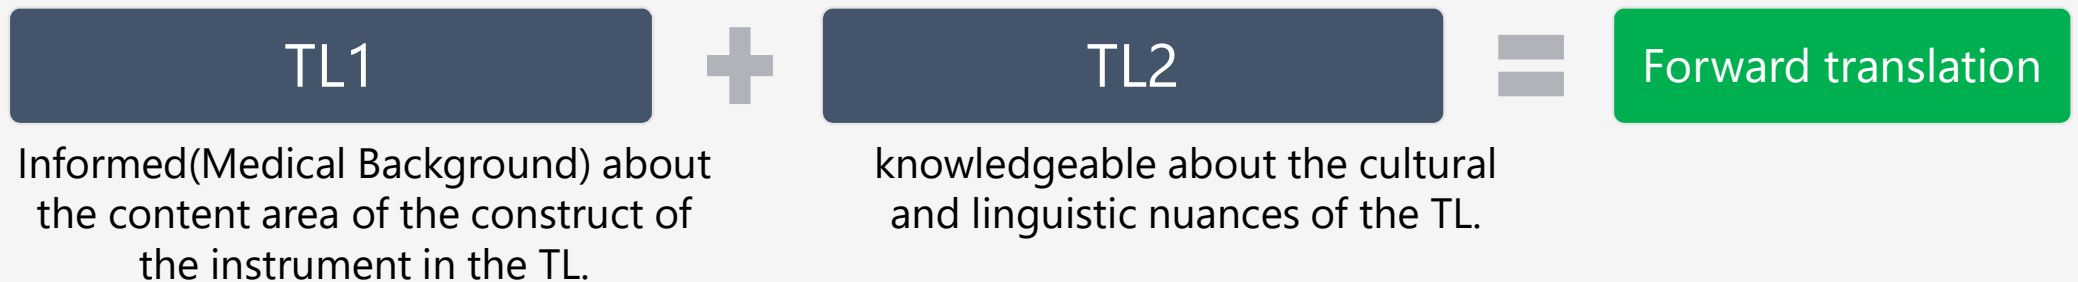 TL1
TL2
Forward translation
Informed(Medical Background) about
the content area of the construct of
the instrument in the TL.
knowledgeable about the cultural
and linguistic nuances of the TL.